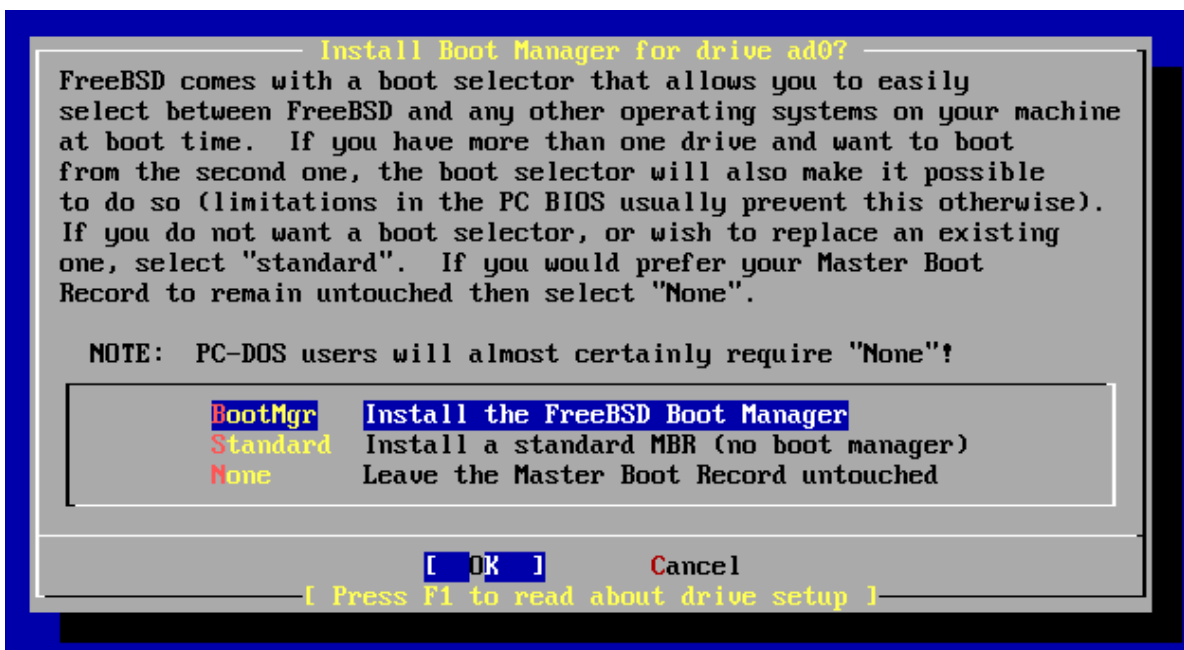 Install Boot Manager for drive ad0?
FreeBSD comes with a boot selector that allows you to easily
select between FreeBSD and any other operating systems on your machine
at boot time.  If you have more than one drive and want to boot
from the second one, the boot selector will also make it possible
to do so (limitations in the PC BIOS usually prevent this otherwise).
If you do not want a boot selector, or wish to replace an existing
one, select "standard".  If you would prefer your Master Boot
Record to remain untouched then select "None".
NOTE:  PC-DOS users will almost certainly require "None"!
BootMgr   Install the FreeBSD Boot Manager
Standard  Install a standard MBR (no boot manager)
None      Leave the Master Boot Record untouched
[  OK  ]       Cancel
[ Press F1 to read about drive setup ]